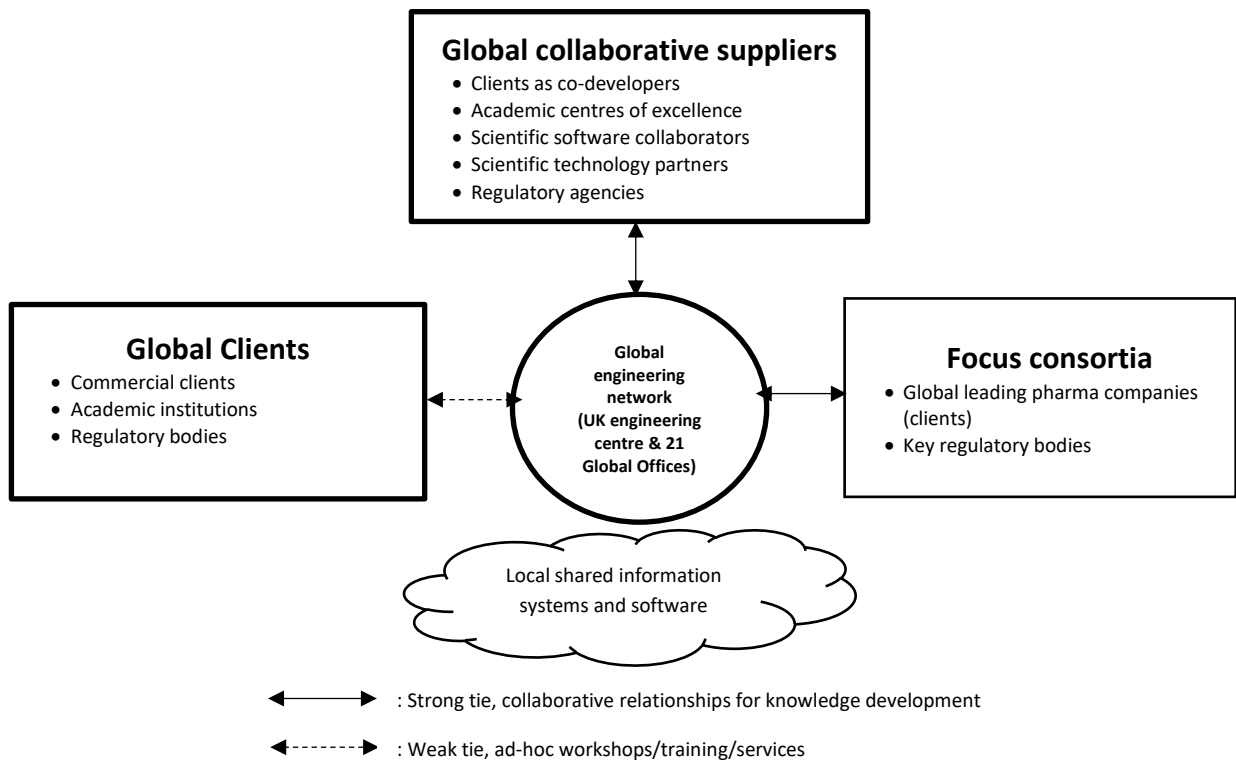 Global collaborative suppliers
• Clients as co-developers
• Academic centres of excellence
• Scientific software collaborators
• Scientific technology partners
• Regulatory agencies
Global Clients
• Commercial clients
• Academic institutions
• Regulatory bodies
Global
engineering
network
(UK engineering
centre & 21
Global Offices)
Focus consortia
• Global leading pharma companies
(clients)
• Key regulatory bodies
Local shared information
systems and software
: Strong tie, collaborative relationships for knowledge development
: Weak tie, ad-hoc workshops/training/services